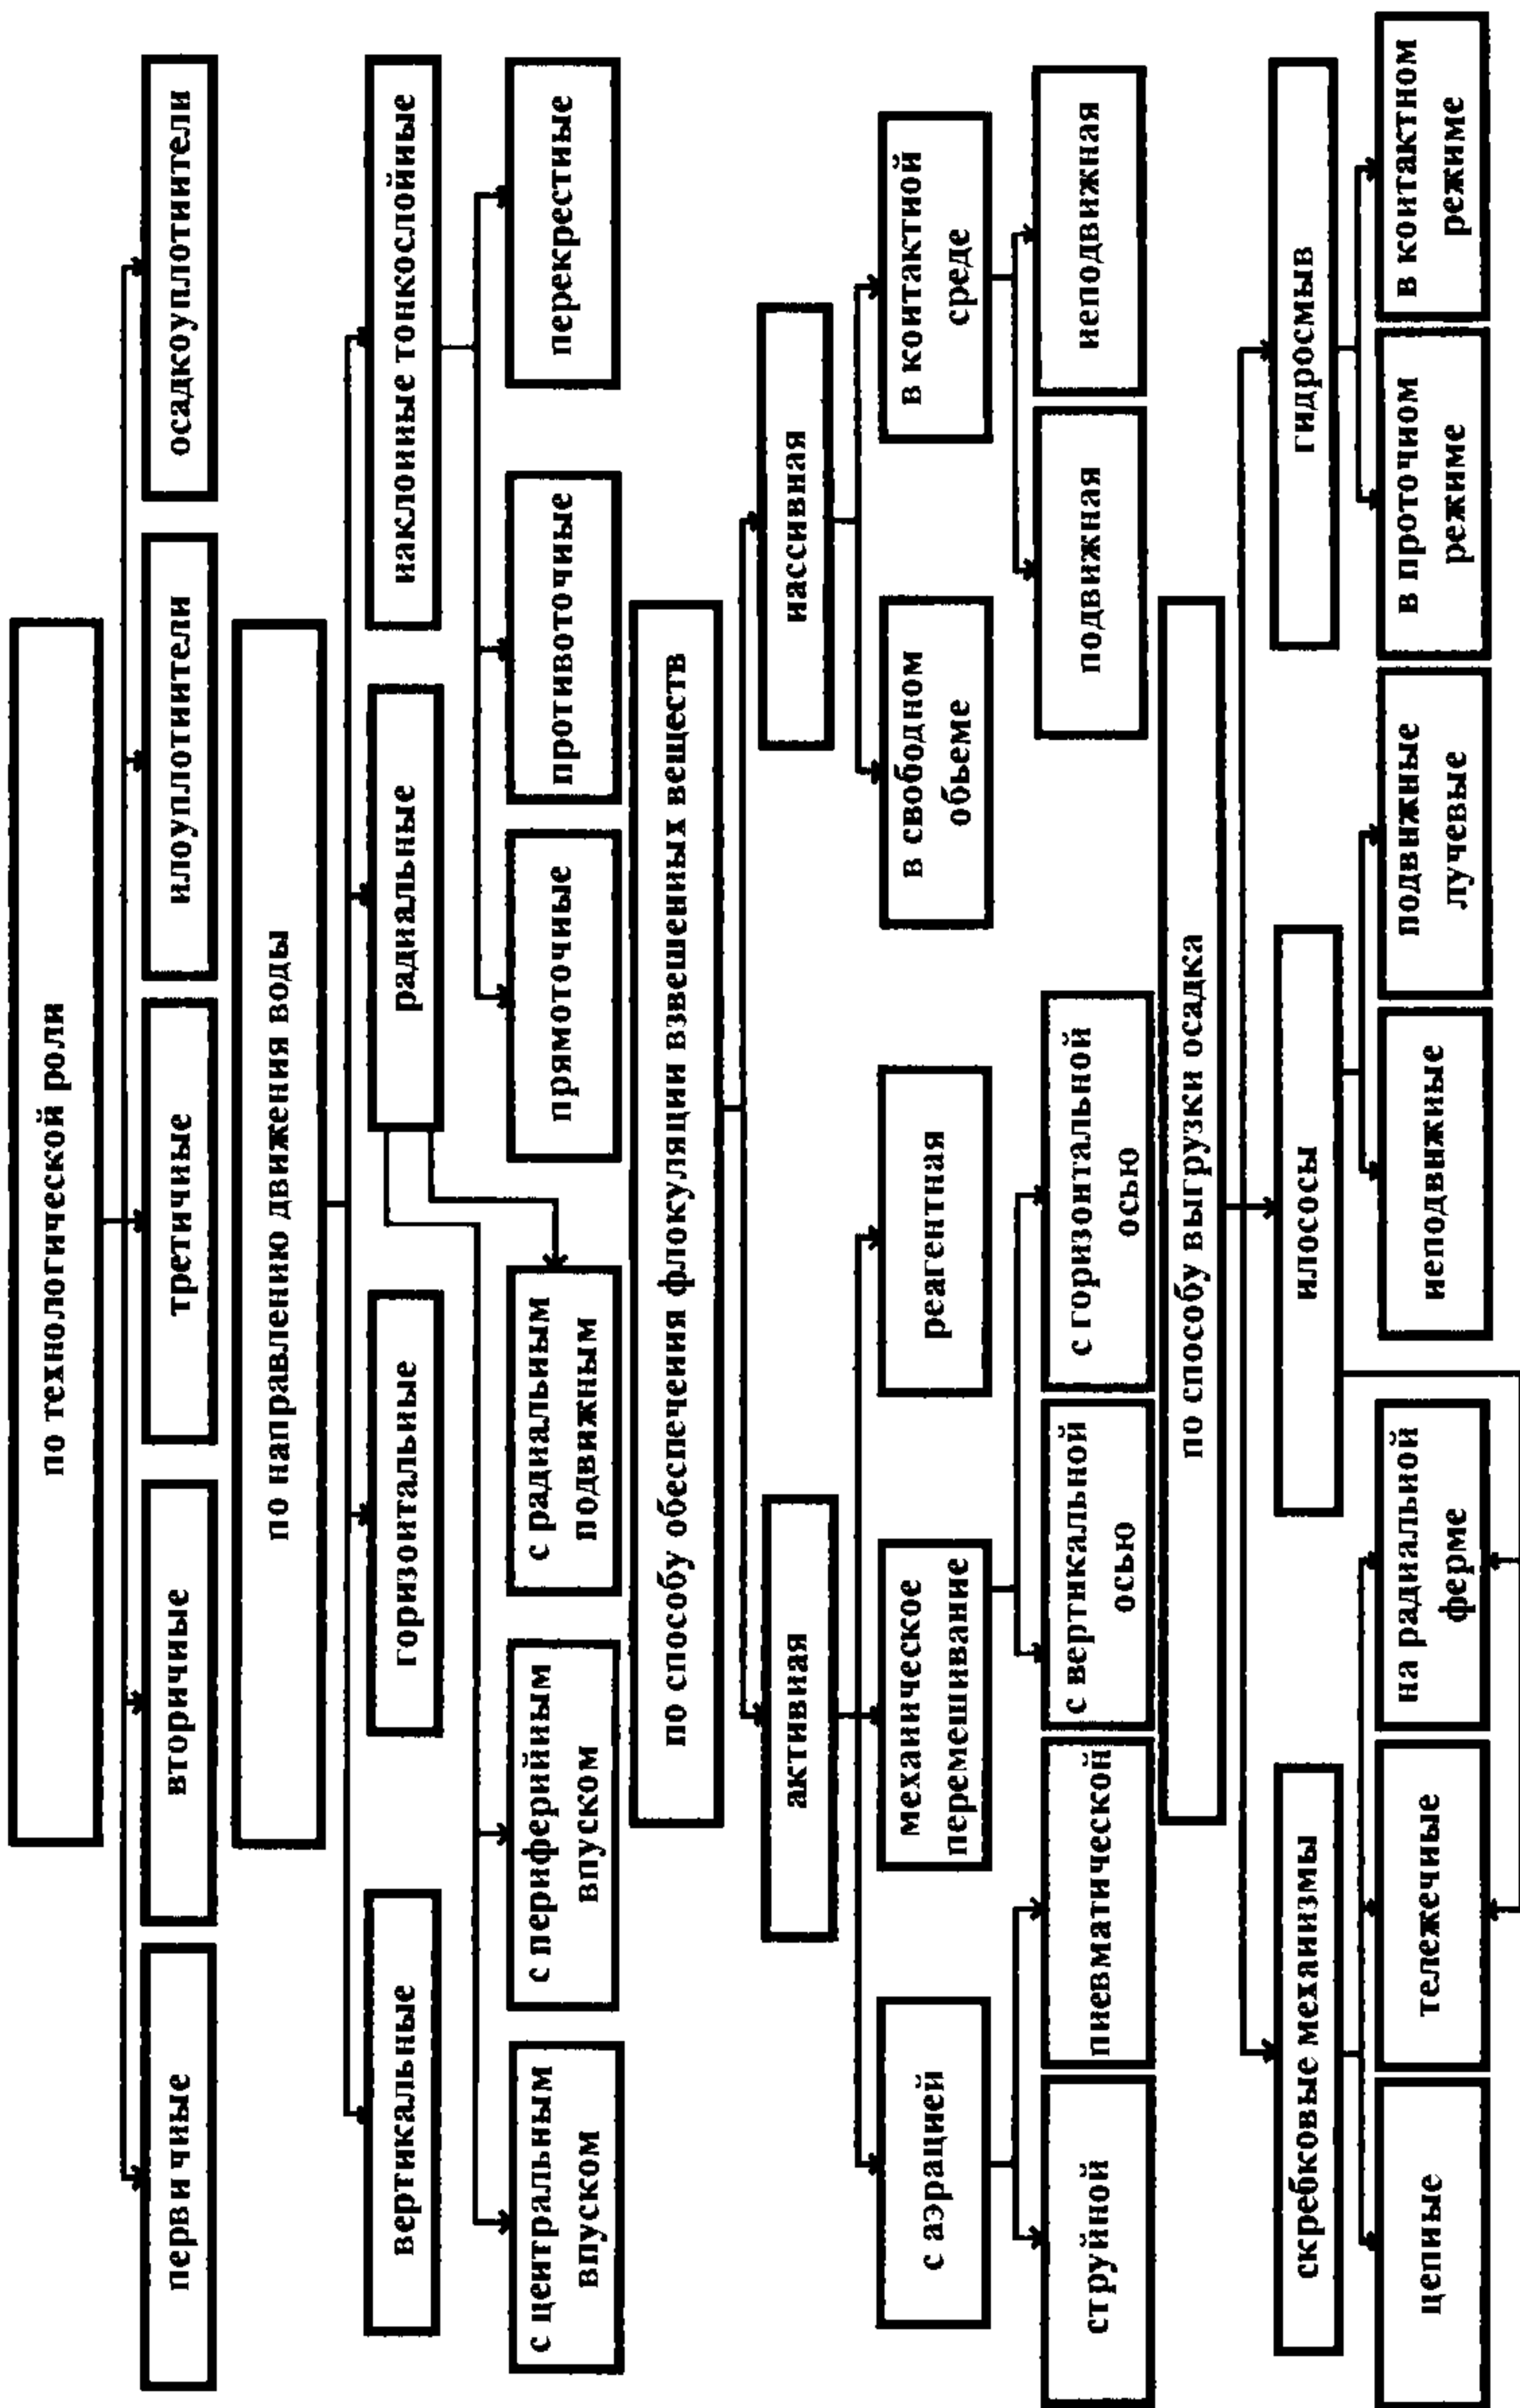 по технологической роли
первичные
вторичные
третичные
илоуплотнители
осадкоуплотнители
по направлению движения воды
вертикальные
горизонтальные
радиальные
наклонные тонкослойные
с центральным
впуском
с периферийным
впуском
с радиальным
подвижным
прямоточные
противоточные
перекрестные
по способу обеспечения флокуляции взвешенных веществ
активная
пассивная
с аэрацией
механическое
перемешивание
реагентная
в свободном
обьеме
в контактной
среде
струйной
пневматической
с вертикальной
осью
с горизонтальной
осью
подвижная
неподвижная
по способу выгрузки осадка
скребковые механизмы
илососы
гидросмыв
цепные
тележечные
на радиальной
ферме
неподвижные
подвижные
лучевые
в проточном
режиме
в контактном
режиме